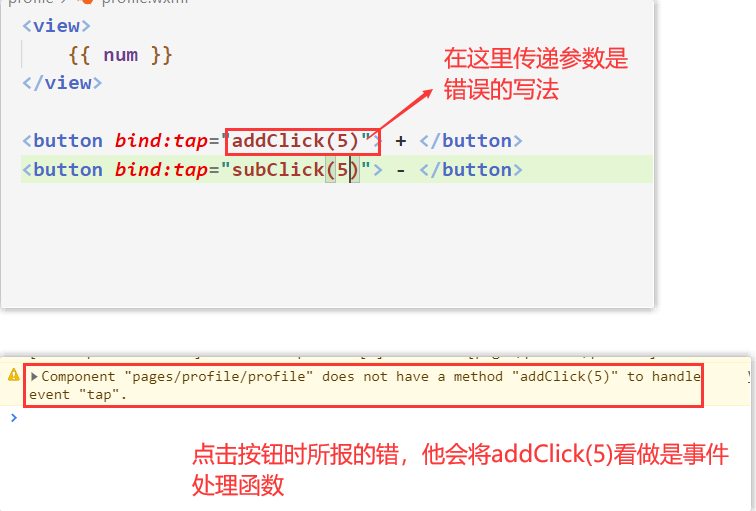 profile > profile.wxml
<view>
{{ num }}
</view>
在这里传递参数是
错误的写法
<button bind:tap="addClick(5)"> + </button>
<button bind:tap="subClick(5)"> - </button>
Component "pages/profile/profile" does not have a method "addClick(5)" to handle
event "tap".
点击按钮时所报的错，他会将addClick(5)看做是事件
处理函数